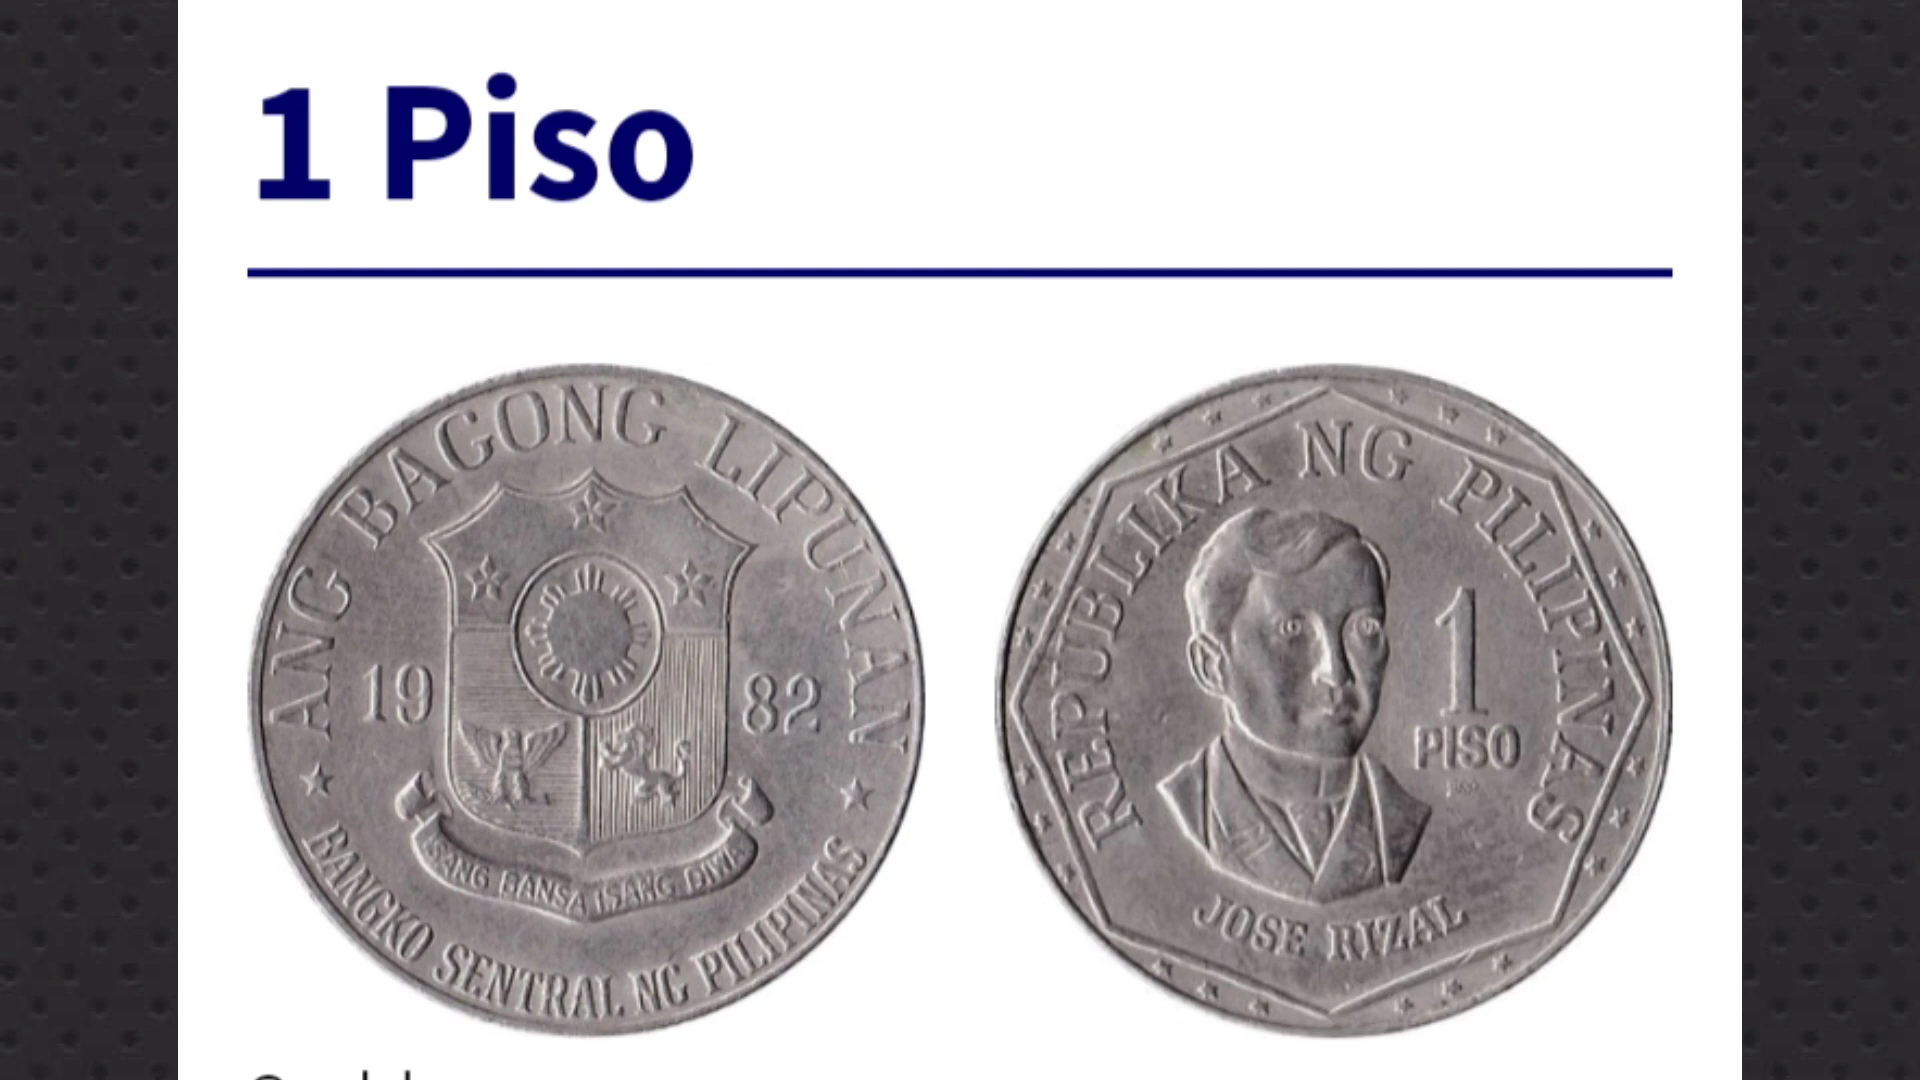 1 Piso
ANG BAGONG LIPUNAN
19 82
ISANG BANSA ISANG DIWA
BANGKO SENTRAL NG PILIPINAS
REPUBLIKA NG PILIPINAS
1
PISO
JOSE RIZAL